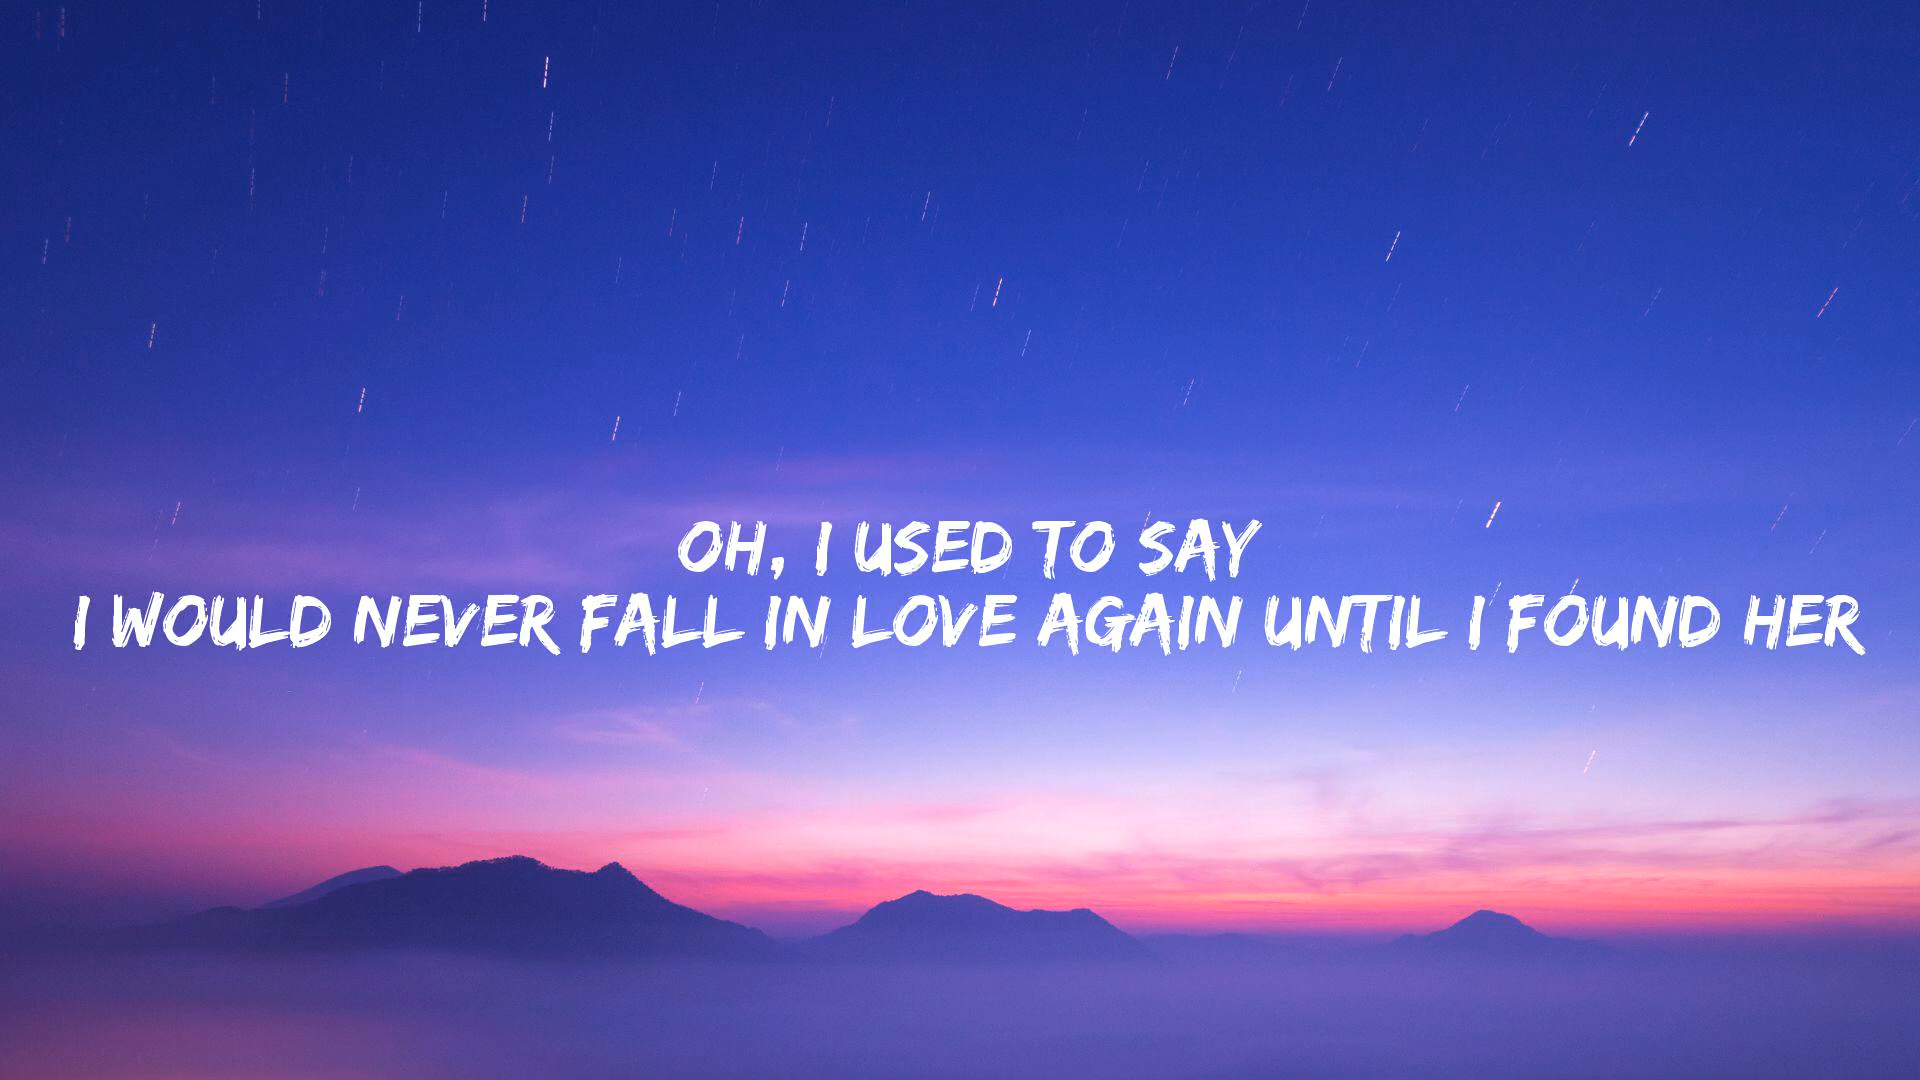 OH, I USED TO SAY
I WOULD NEVER FALL IN LOVE AGAIN UNTIL I FOUND HER